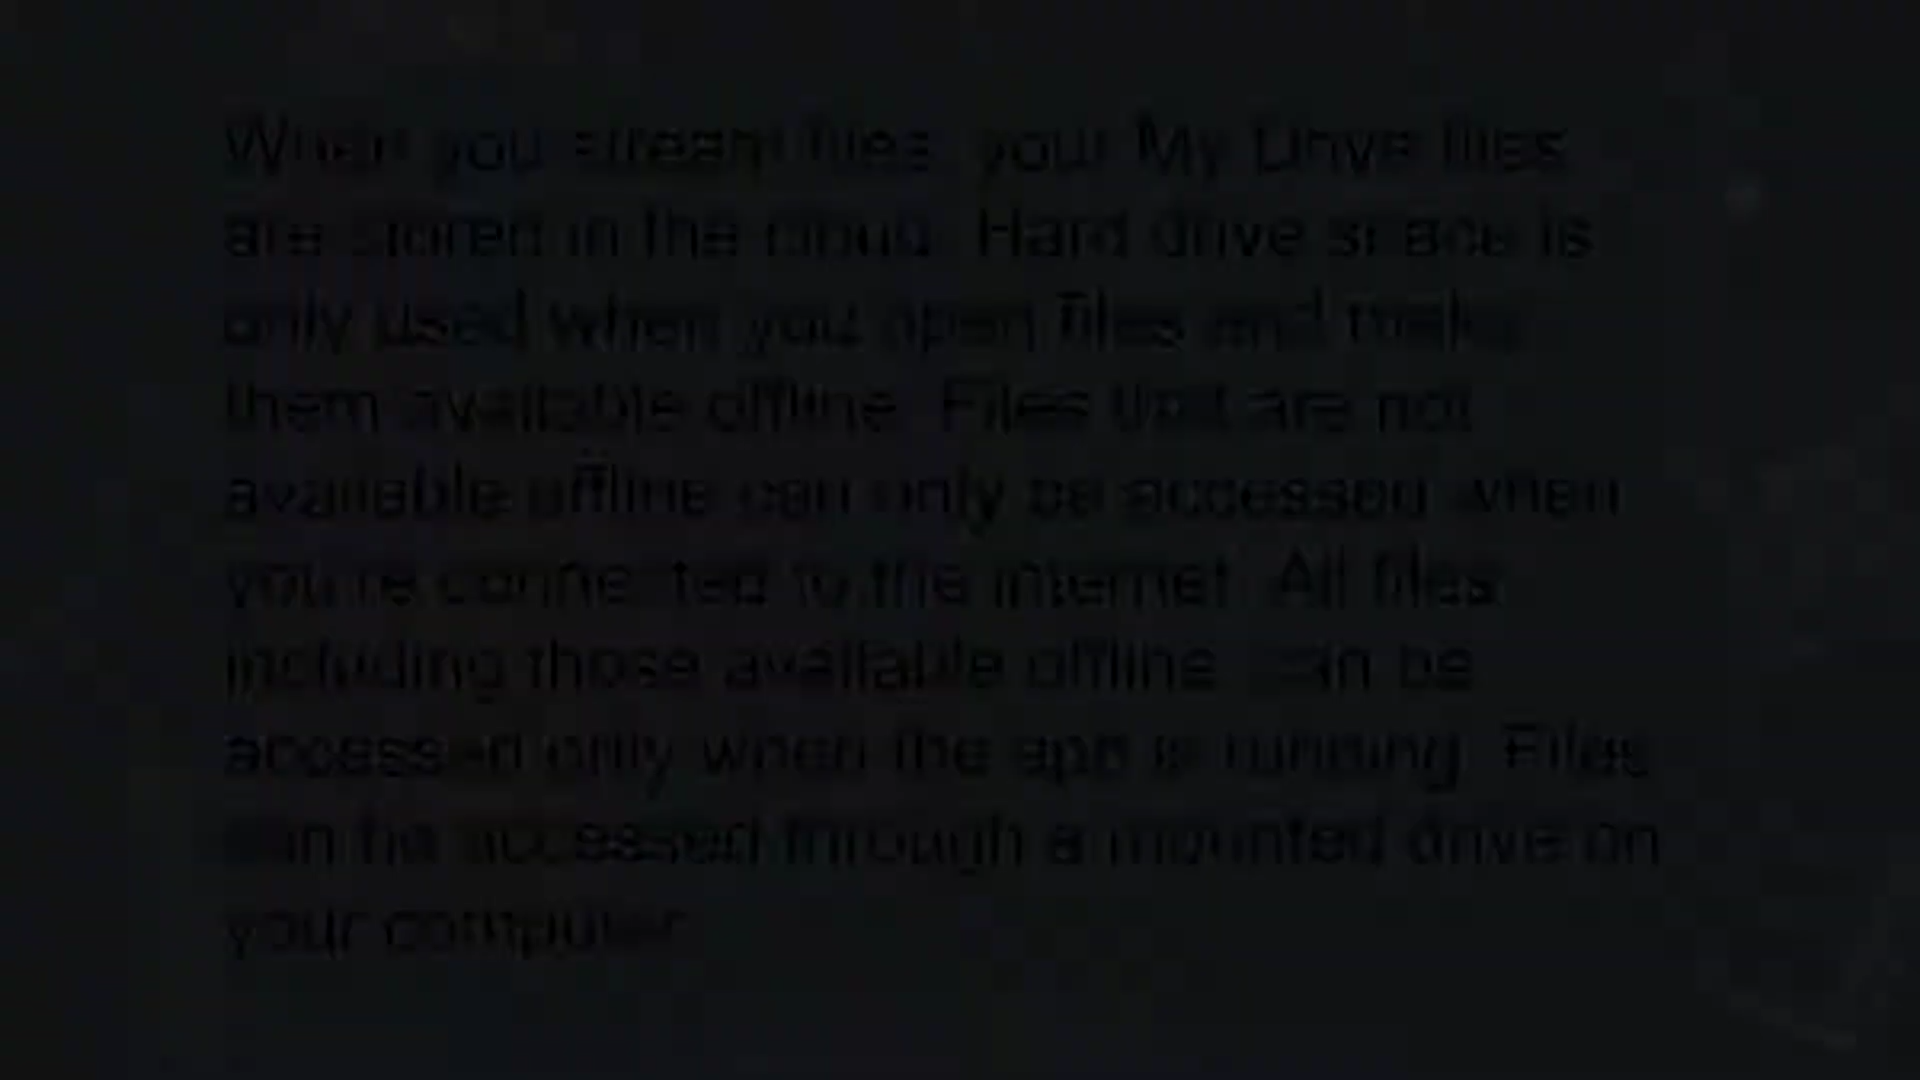 When you stream files, your My Drive files
are stored in the cloud. Hard drive space is
only used when you open files and make
them available offline. Files that are not
available offline can only be accessed when
you're connected to the internet. All files
including those available offline, can be
accessed only when the app is running. Files
can be accessed through a mounted drive on
your computer.